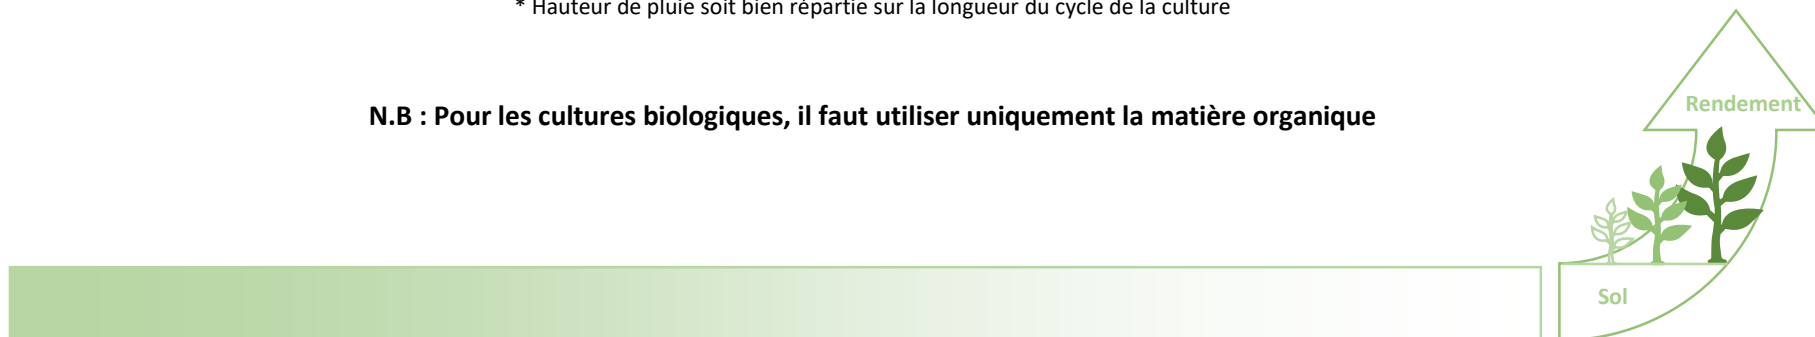 * Hauteur de pluie soit bien répartie sur la longueur du cycle de la culture
N.B : Pour les cultures biologiques, il faut utiliser uniquement la matière organique
Rendement
Sol